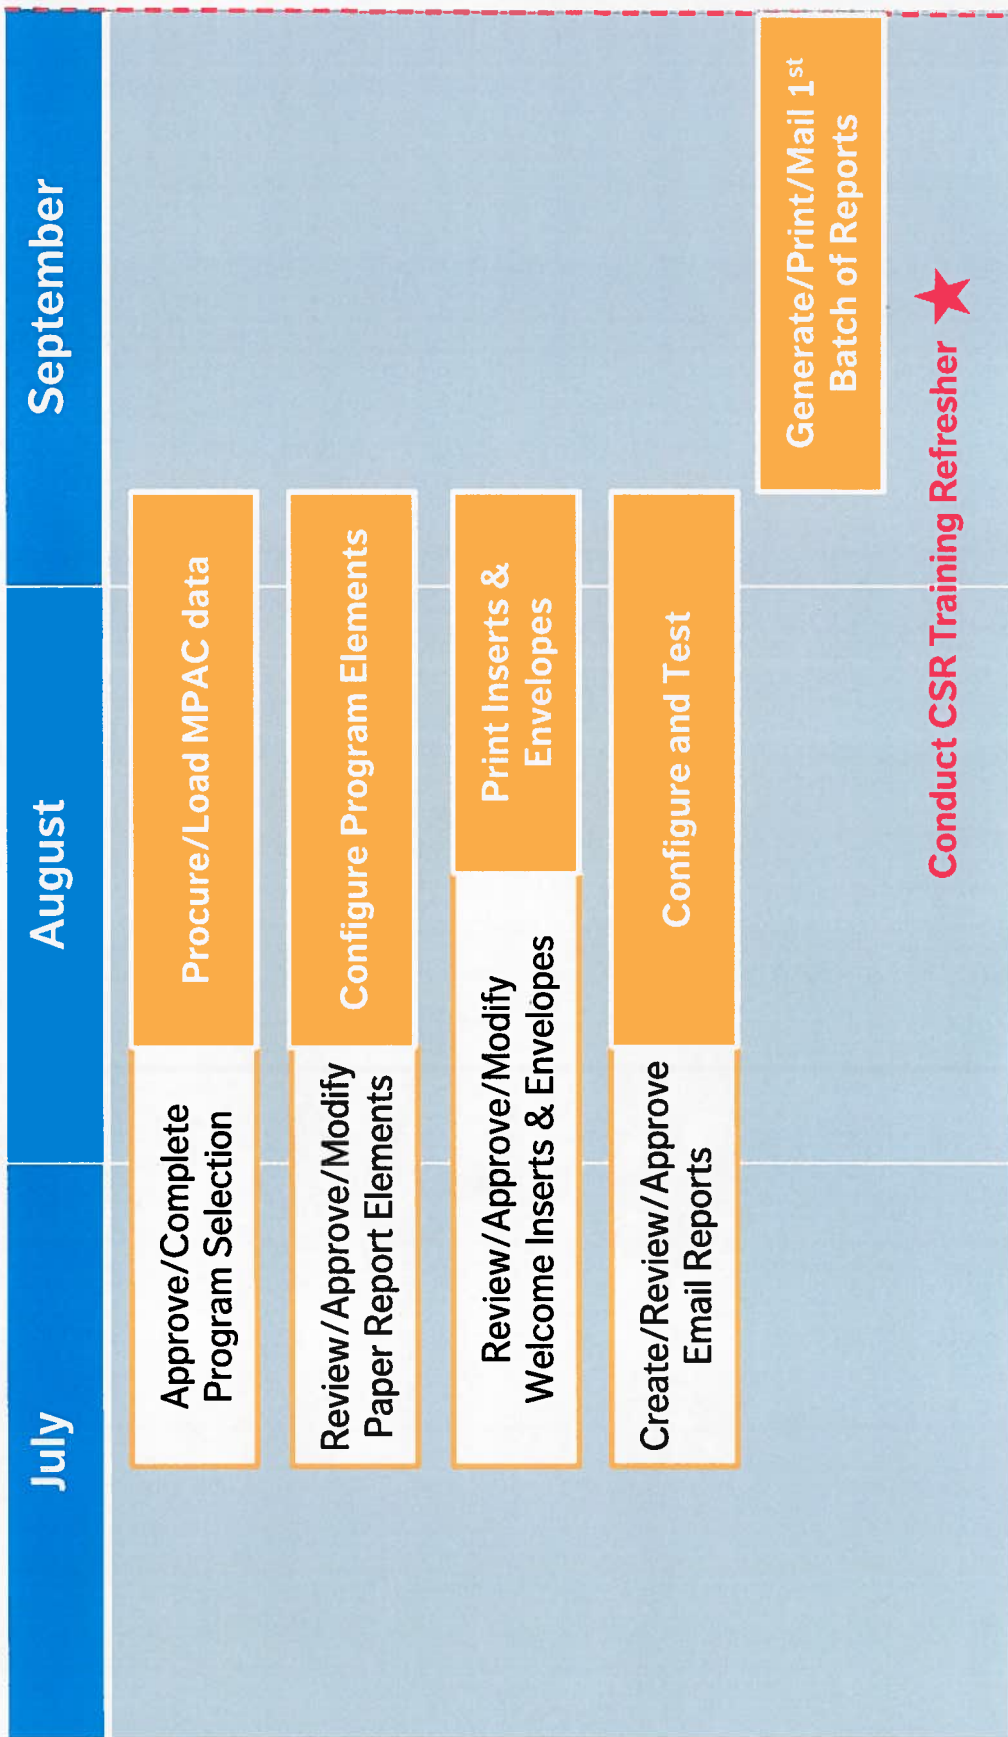 July
August
September
Approve/Complete
Program Selection
Procure/Load MPAC data
Review/Approve/Modify
Paper Report Elements
Configure Program Elements
Review/Approve/Modify
Welcome Inserts & Envelopes
Print Inserts &
Envelopes
Create/Review/Approve
Email Reports
Configure and Test
Generate/Print/Mail 1st
Batch of Reports
Conduct CSR Training Refresher